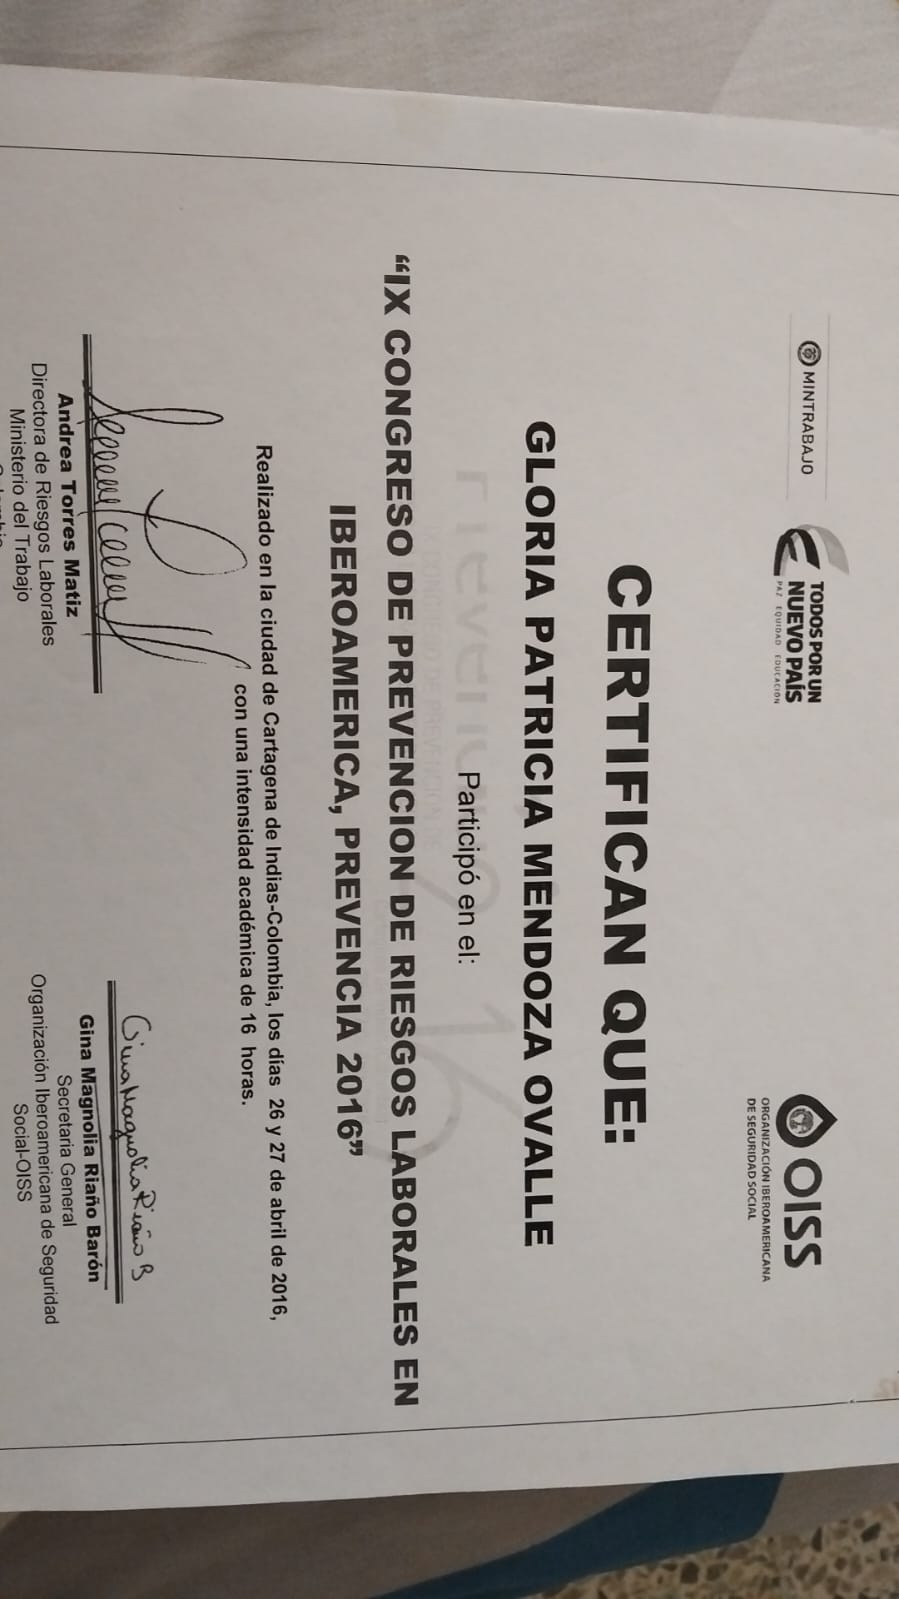 MINTRABAJO
TODOS POR UN
NUEVO PAÍS
PAZ EQUIDAD EDUCACIÓN
OISS
ORGANIZACIÓN IBEROAMERICANA
DE SEGURIDAD SOCIAL
CERTIFICAN QUE:
GLORIA PATRICIA MENDOZA OVALLE
Participó en el:
“IX CONGRESO DE PREVENCION DE RIESGOS LABORALES EN
IBEROAMERICA, PREVENCIA 2016”
Realizado en la ciudad de Cartagena de Indias-Colombia, los días 26 y 27 de abril de 2016,
con una intensidad académica de 16 horas.
Gina Magnolia Riaño B
Andrea Torres Matiz
Directora de Riesgos Laborales
Ministerio del Trabajo
Gina Magnolia Riaño Barón
Secretaria General
Organización Iberoamericana de Seguridad
Social-OISS